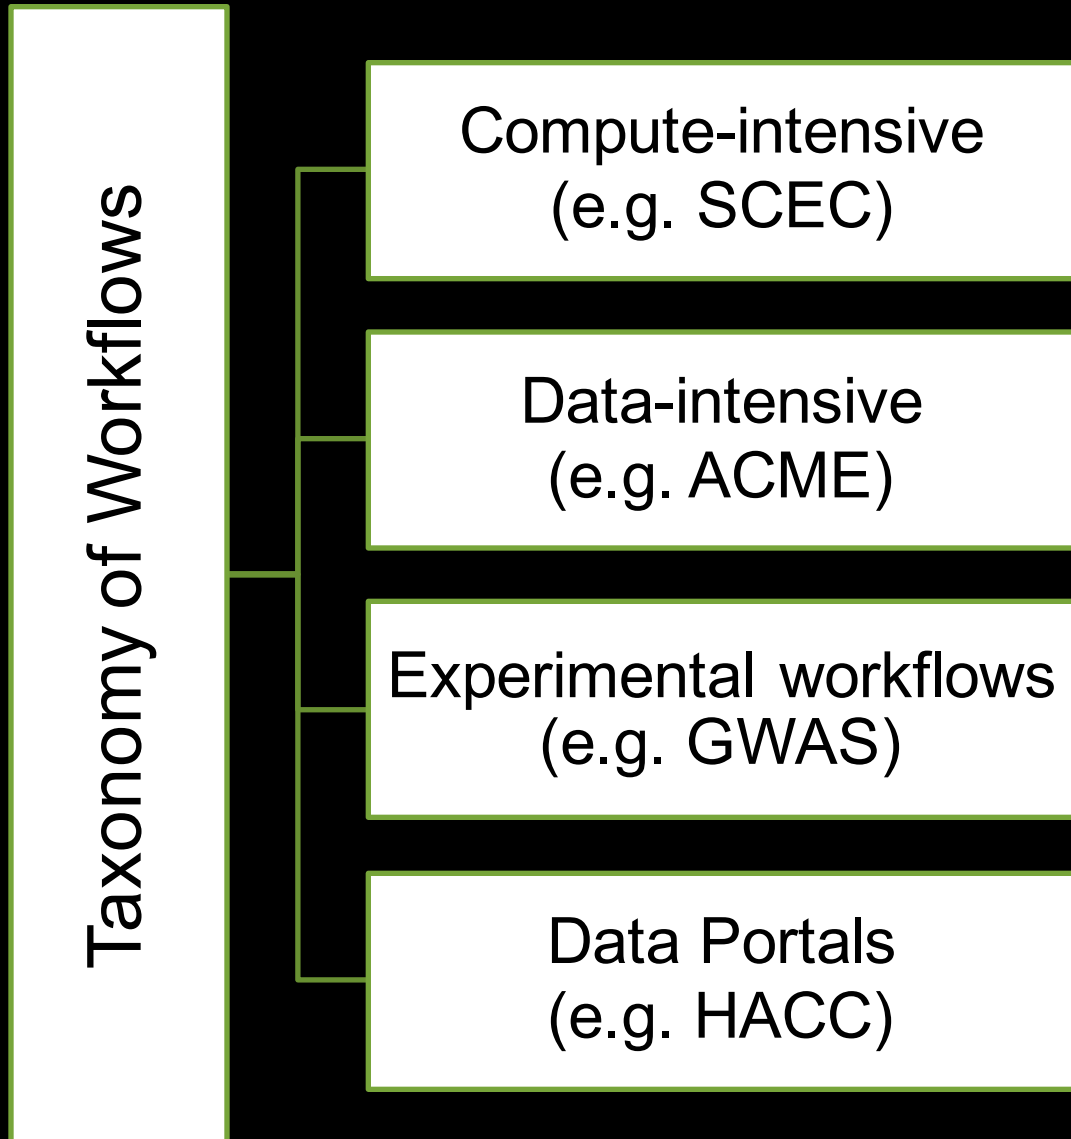 Taxonomy of Workflows
Compute-intensive
(e.g. SCEC)
Data-intensive
(e.g. ACME)
Experimental workflows
(e.g. GWAS)
Data Portals
(e.g. HACC)